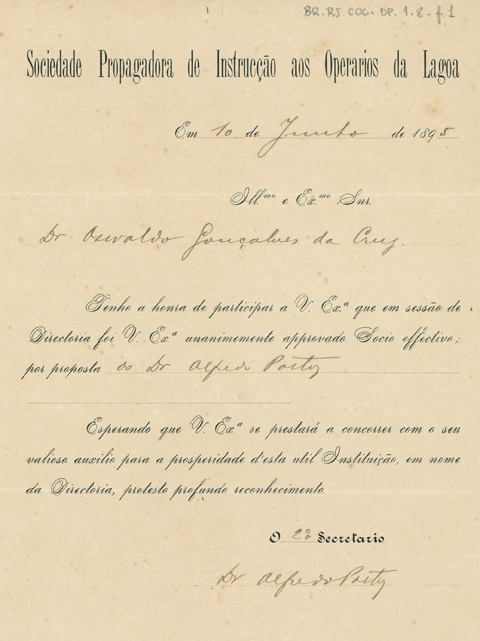 BR.RJ COC. DP. 1. 8. f. 1
Sociedade Propagadora de Instrucção aos Operarios da Lagoa
Em 10 de Junho de 1895
Ill.mo e Ex.mo Snr.
Dr Oswaldo Gonçalves da Cruz.
Tenho a honra de participar a V. Ex.a que em sessão de
Directoria foi V. Ex.a unanimemente approvado Socio effectivo;
por proposta do Dr Alfredo Porto
Esperando que V. Ex.a se prestará a concorrer com o seu
valioso auxilio para a prosperidade d'esta util Instituição, em nome
da Directoria, protesto profundo reconhecimento.
O 2º Secretario
Dr Alfredo Porto